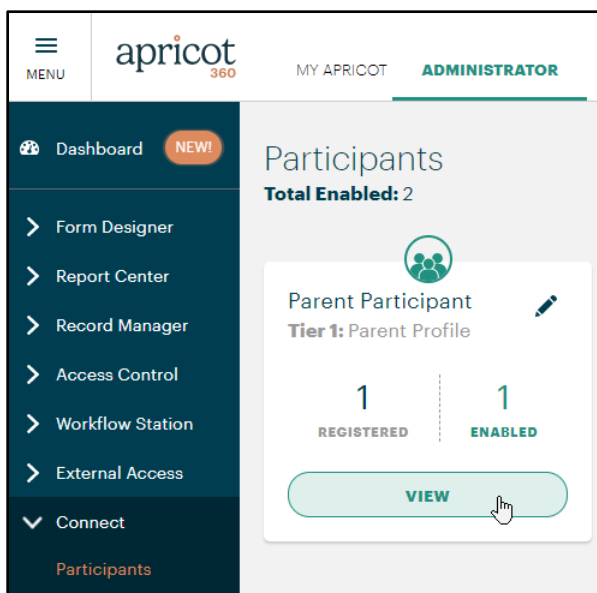 MENU
apricot
360
MY APRICOT
ADMINISTRATOR
Dashboard
NEW!
Form Designer
Report Center
Record Manager
Access Control
Workflow Station
External Access
Connect
Participants
Participants
Total Enabled: 2
Parent Participant
Tier 1: Parent Profile
1
REGISTERED
1
ENABLED
VIEW